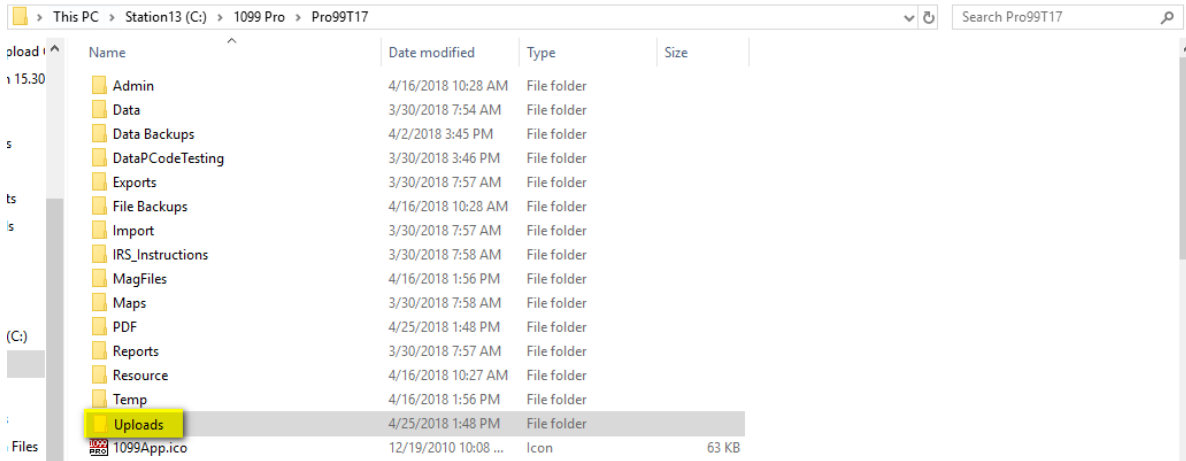 This PC > Station13 (C:) > 1099 Pro > Pro99T17 Search Pro99T17
Name Date modified Type Size
15.30
Admin 4/16/2018 10:28 AM File folder
Data 3/30/2018 7:54 AM File folder
Data Backups 4/2/2018 3:45 PM File folder
DataPCodeTesting 3/30/2018 3:46 PM File folder
Exports 3/30/2018 7:57 AM File folder
File Backups 4/16/2018 10:28 AM File folder
Import 3/30/2018 7:57 AM File folder
IRS_Instructions 3/30/2018 7:58 AM File folder
MagFiles 4/16/2018 1:56 PM File folder
Maps 3/30/2018 7:58 AM File folder
(C:) PDF 4/25/2018 1:48 PM File folder
Reports 3/30/2018 7:57 AM File folder
Resource 4/16/2018 10:27 AM File folder
Temp 4/16/2018 1:56 PM File folder
Uploads 4/25/2018 1:48 PM File folder
Files 1099App.ico 12/19/2010 10:08 ... Icon 63 KB